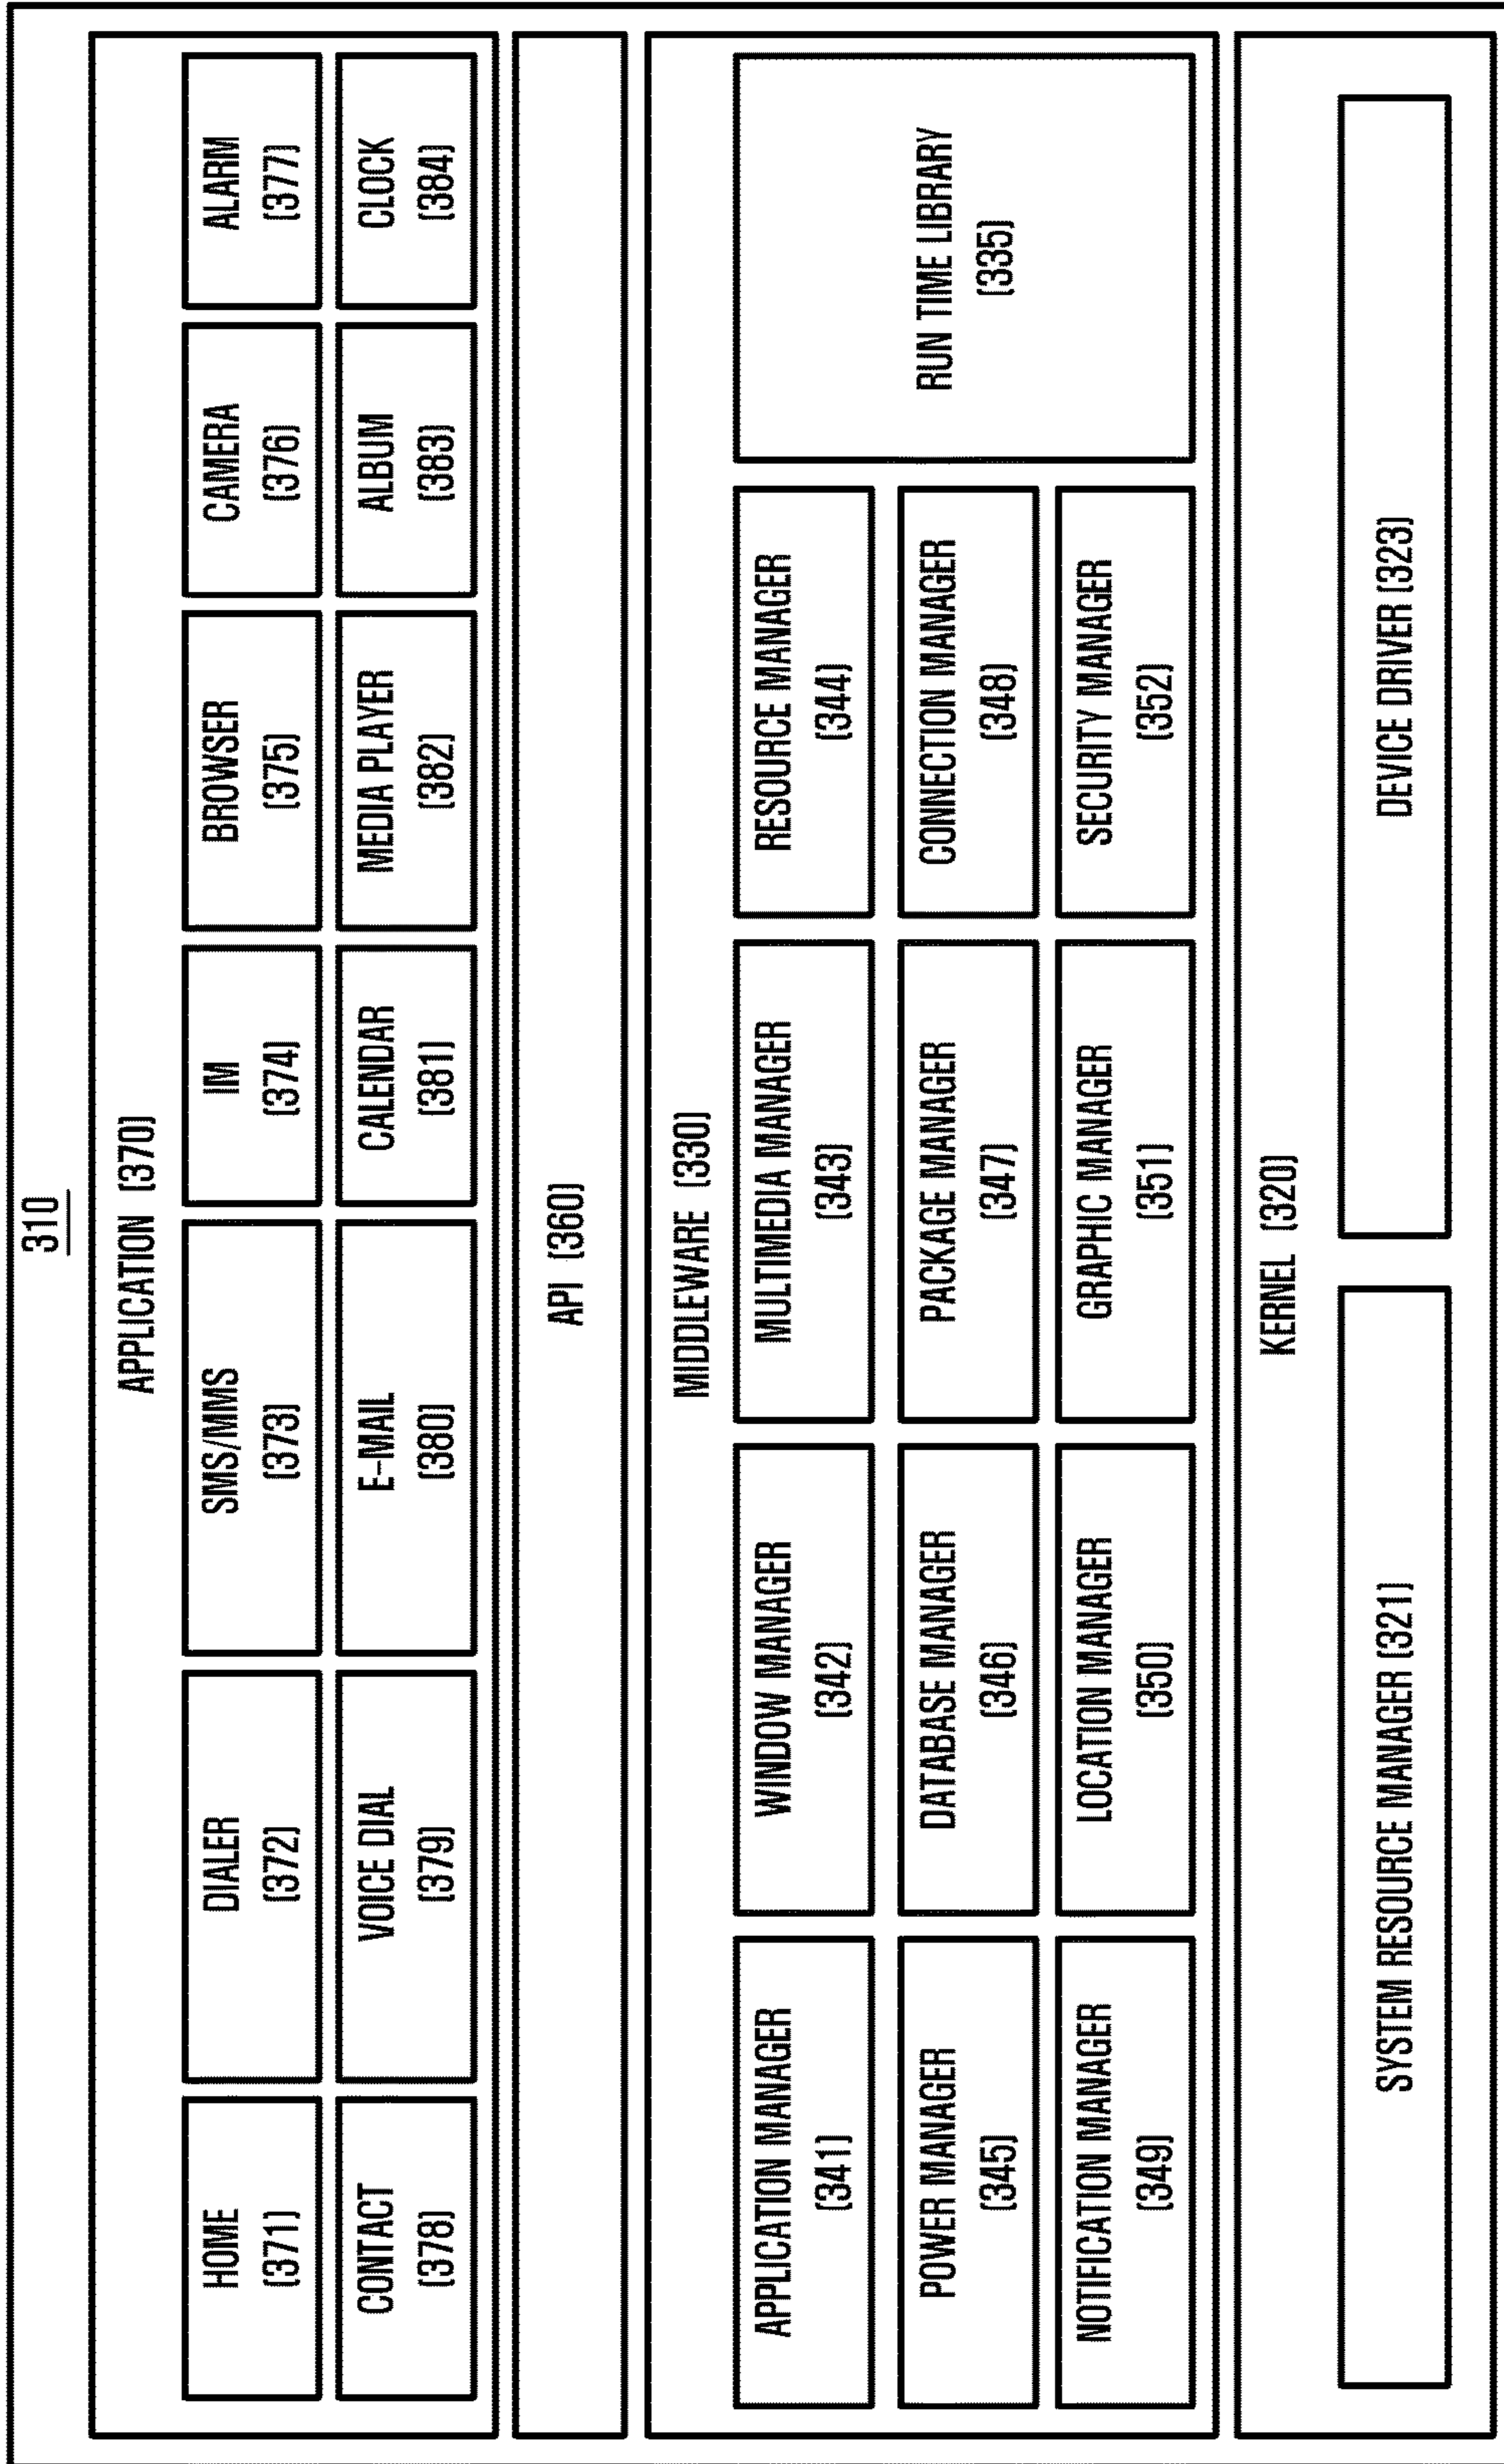 310
APPLICATION (370)
HOME
(371)
DIALER
(372)
SMS/MMS
(373)
IM
(374)
BROWSER
(375)
CAMERA
(376)
ALARM
(377)
CONTACT
(378)
VOICE DIAL
(379)
E-MAIL
(380)
CALENDAR
(381)
MEDIA PLAYER
(382)
ALBUM
(383)
CLOCK
(384)
API (360)
MIDDLEWARE (330)
APPLICATION MANAGER
(341)
WINDOW MANAGER
(342)
MULTIMEDIA MANAGER
(343)
RESOURCE MANAGER
(344)
POWER MANAGER
(345)
DATABASE MANAGER
(346)
PACKAGE MANAGER
(347)
CONNECTION MANAGER
(348)
NOTIFICATION MANAGER
(349)
LOCATION MANAGER
(350)
GRAPHIC MANAGER
(351)
SECURITY MANAGER
(352)
RUN TIME LIBRARY
(335)
KERNEL (320)
SYSTEM RESOURCE MANAGER (321)
DEVICE DRIVER (323)